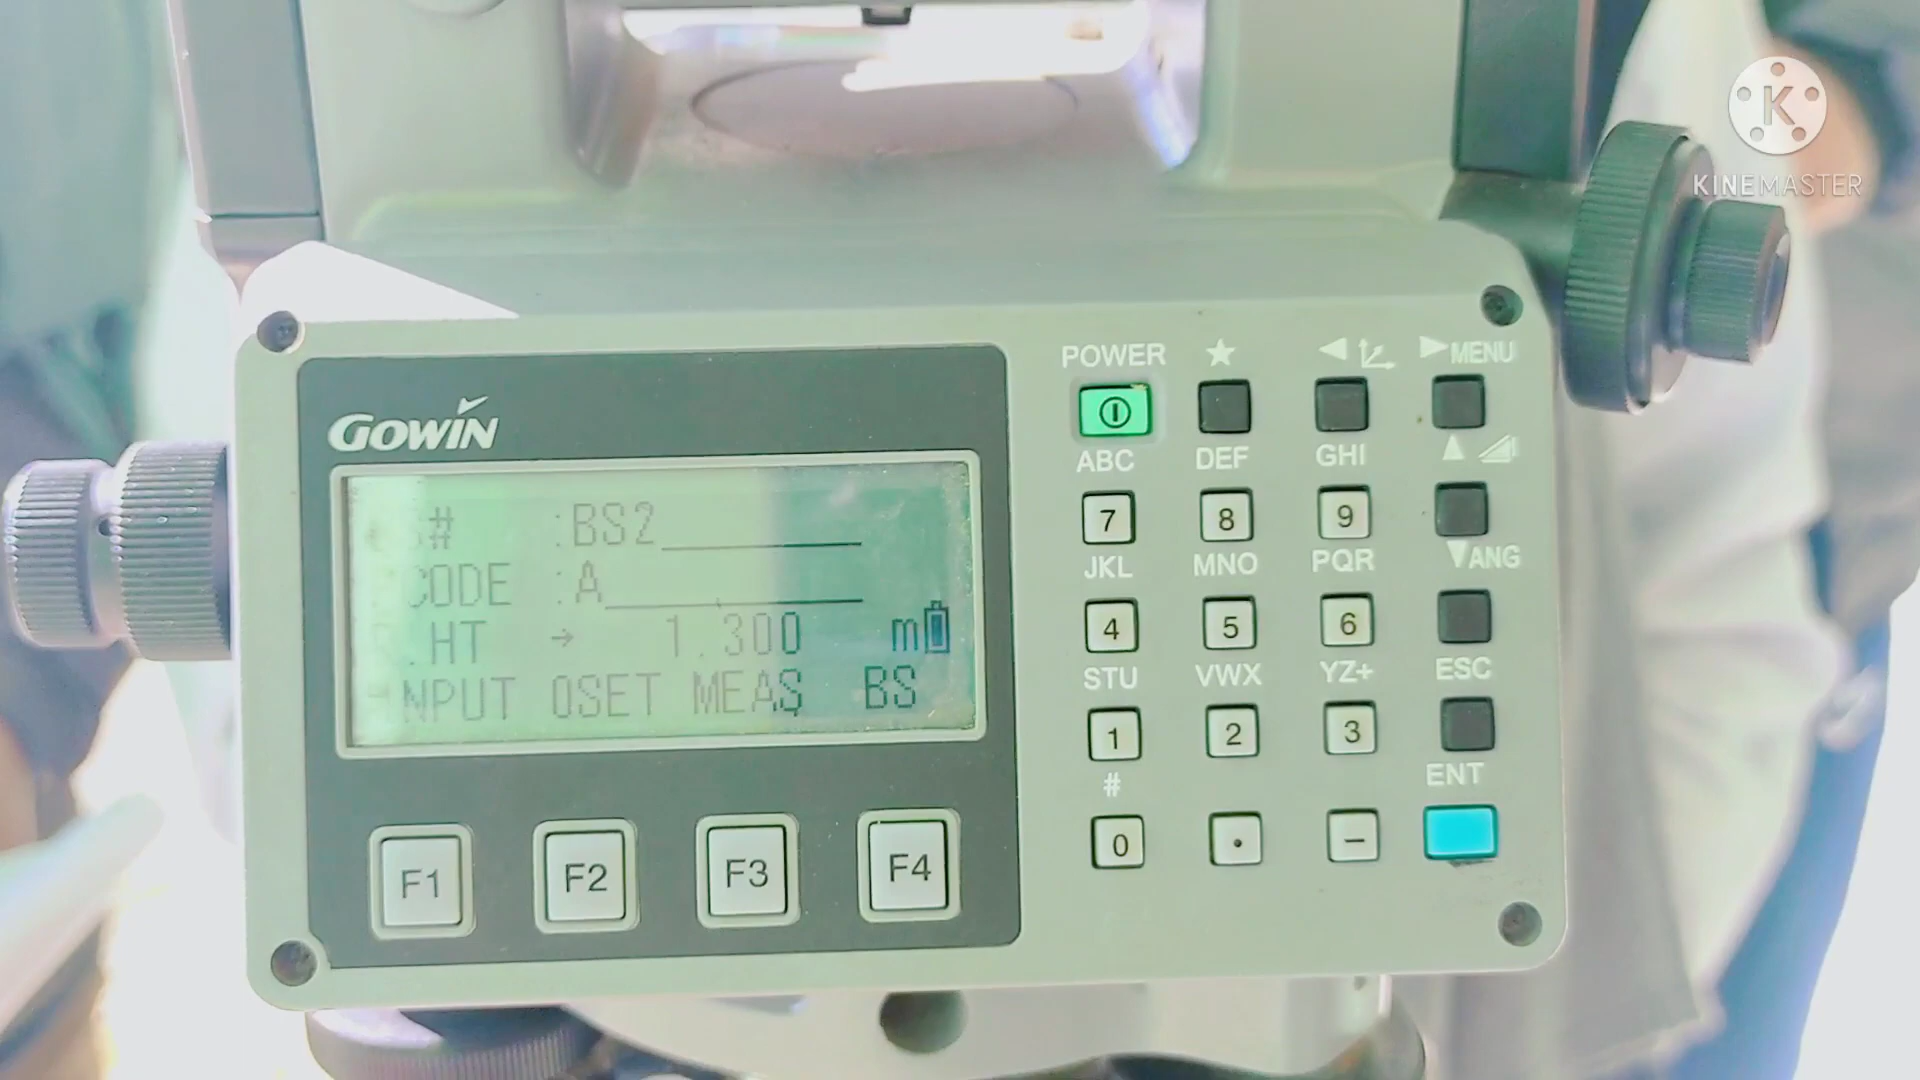 K
KINEMASTER
GOWIN
# :BS2
CODE :A
.HT → 1.300 m
NPUT OSET MEAS BS
F1 F2 F3 F4
POWER ★ ◀ ▶MENU
ABC DEF GHI ▲
7 8 9
JKL MNO PQR ▼ANG
4 5 6
STU VWX YZ+ ESC
1 2 3
# ENT
0 . –